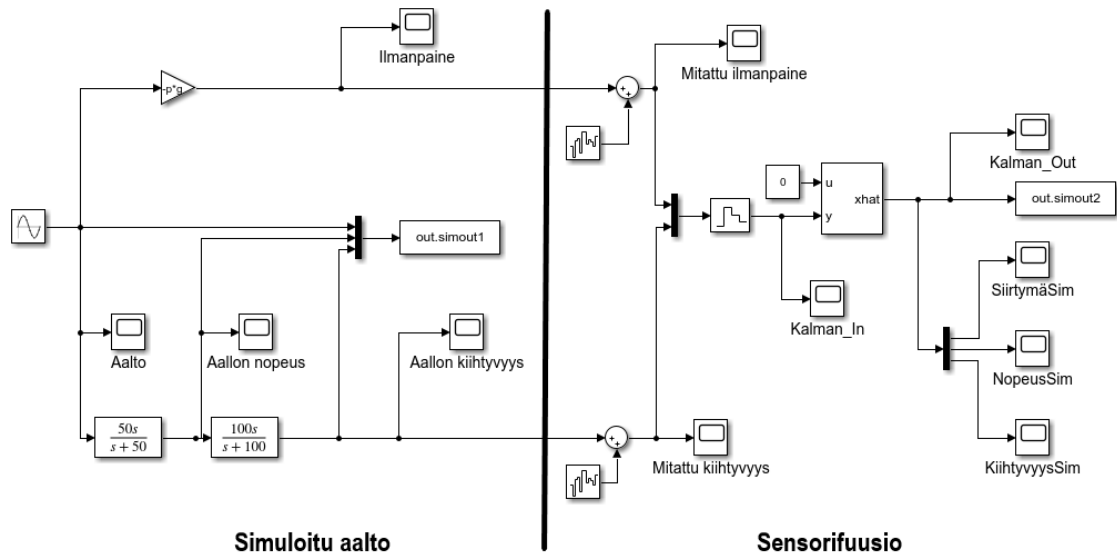 Ilmanpaine
-p*g
out.simout1
Aalto
Aallon nopeus
Aallon kiihtyvyys
50s
s + 50
100s
s + 100
Simuloitu aalto
Mitattu ilmanpaine
+
+
0
u
y
xhat
Kalman_Out
out.simout2
Kalman_In
SiirtymäSim
NopeusSim
KiihtyvyysSim
+
+
Mitattu kiihtyvyys
Sensorifuusio